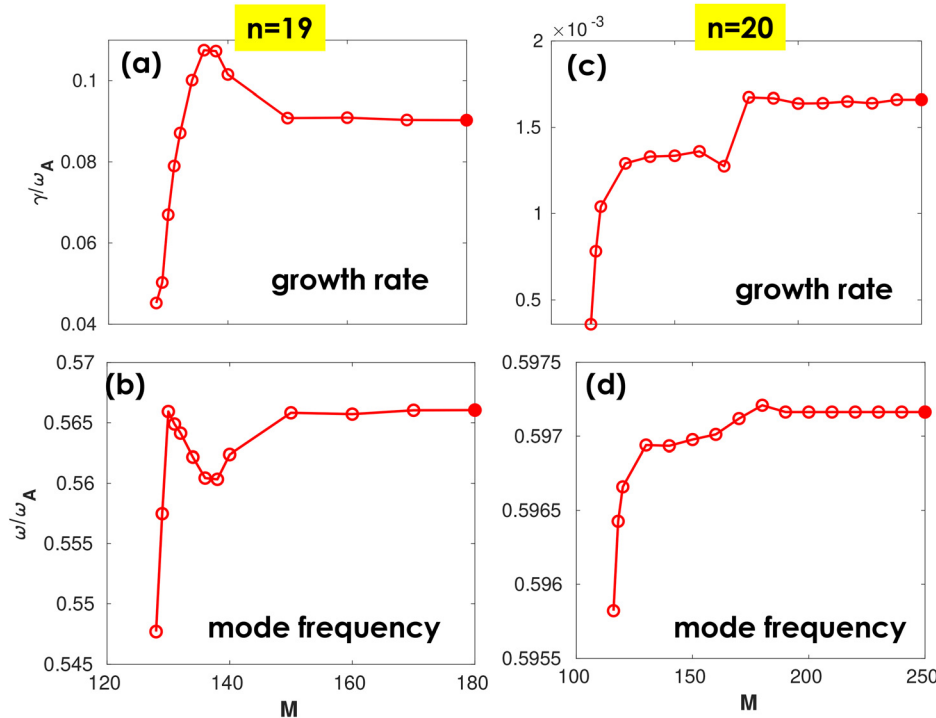 n=19
n=20
(a)
0.1
0.08
0.06
0.04
γ/ω_A
growth rate
(c)
2 × 10⁻³
1.5
1
0.5
growth rate
(b)
0.57
0.565
0.56
0.555
0.55
0.545
ω/ω_A
mode frequency
120 140 160 180
M
(d)
0.5975
0.597
0.5965
0.596
0.5955
mode frequency
100 150 200 250
M